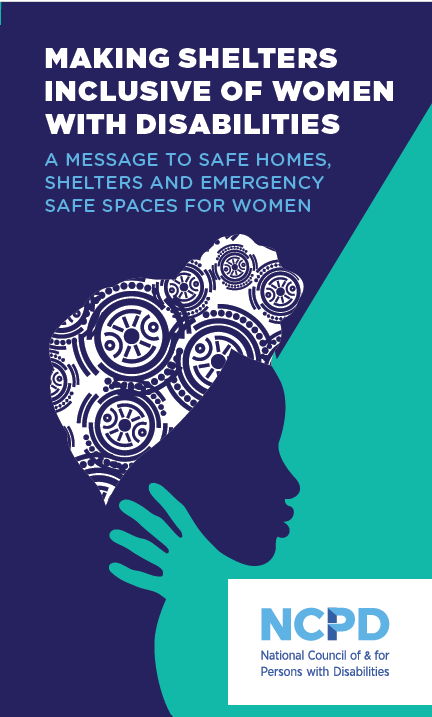 MAKING SHELTERS
INCLUSIVE OF WOMEN
WITH DISABILITIES
A MESSAGE TO SAFE HOMES,
SHELTERS AND EMERGENCY
SAFE SPACES FOR WOMEN
NCPD
National Council of & for
Persons with Disabilities